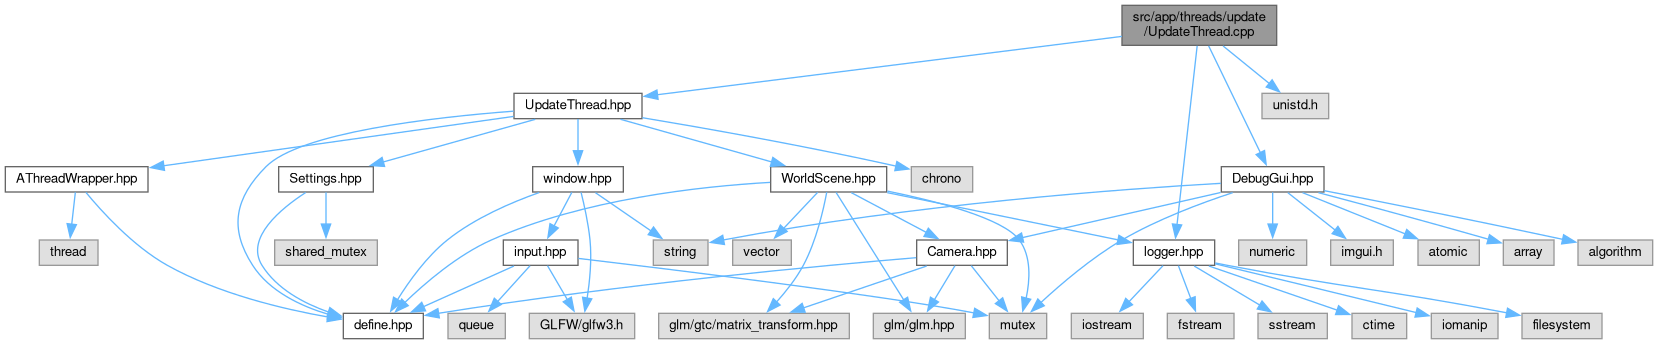 src/app/threads/update
/UpdateThread.cpp
UpdateThread.hpp
unistd.h
AThreadWrapper.hpp
Settings.hpp
window.hpp
WorldScene.hpp
chrono
DebugGui.hpp
thread
shared_mutex
input.hpp
string
vector
Camera.hpp
logger.hpp
numeric
imgui.h
atomic
array
algorithm
define.hpp
queue
GLFW/glfw3.h
glm/gtc/matrix_transform.hpp
glm/glm.hpp
mutex
iostream
fstream
sstream
ctime
iomanip
filesystem